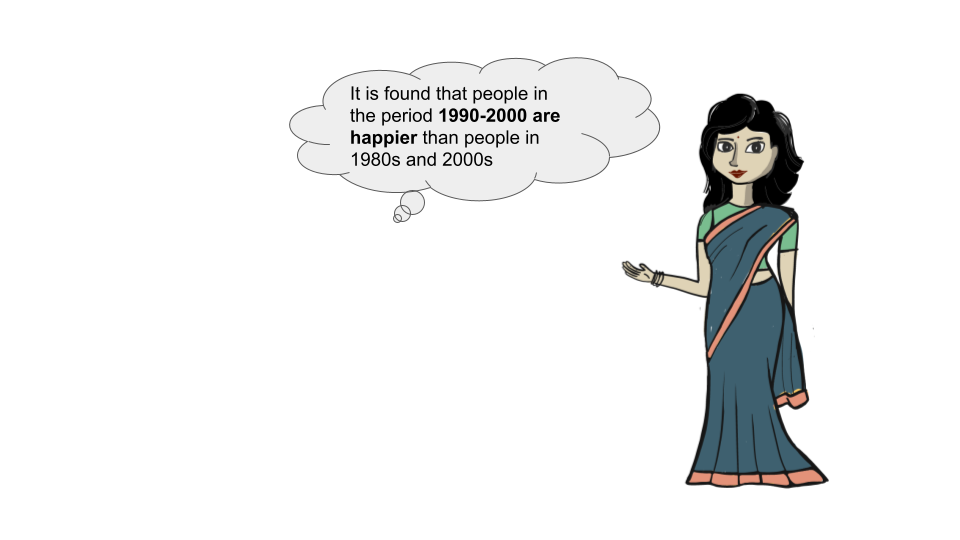 It is found that people in
the period 1990-2000 are
happier than people in
1980s and 2000s